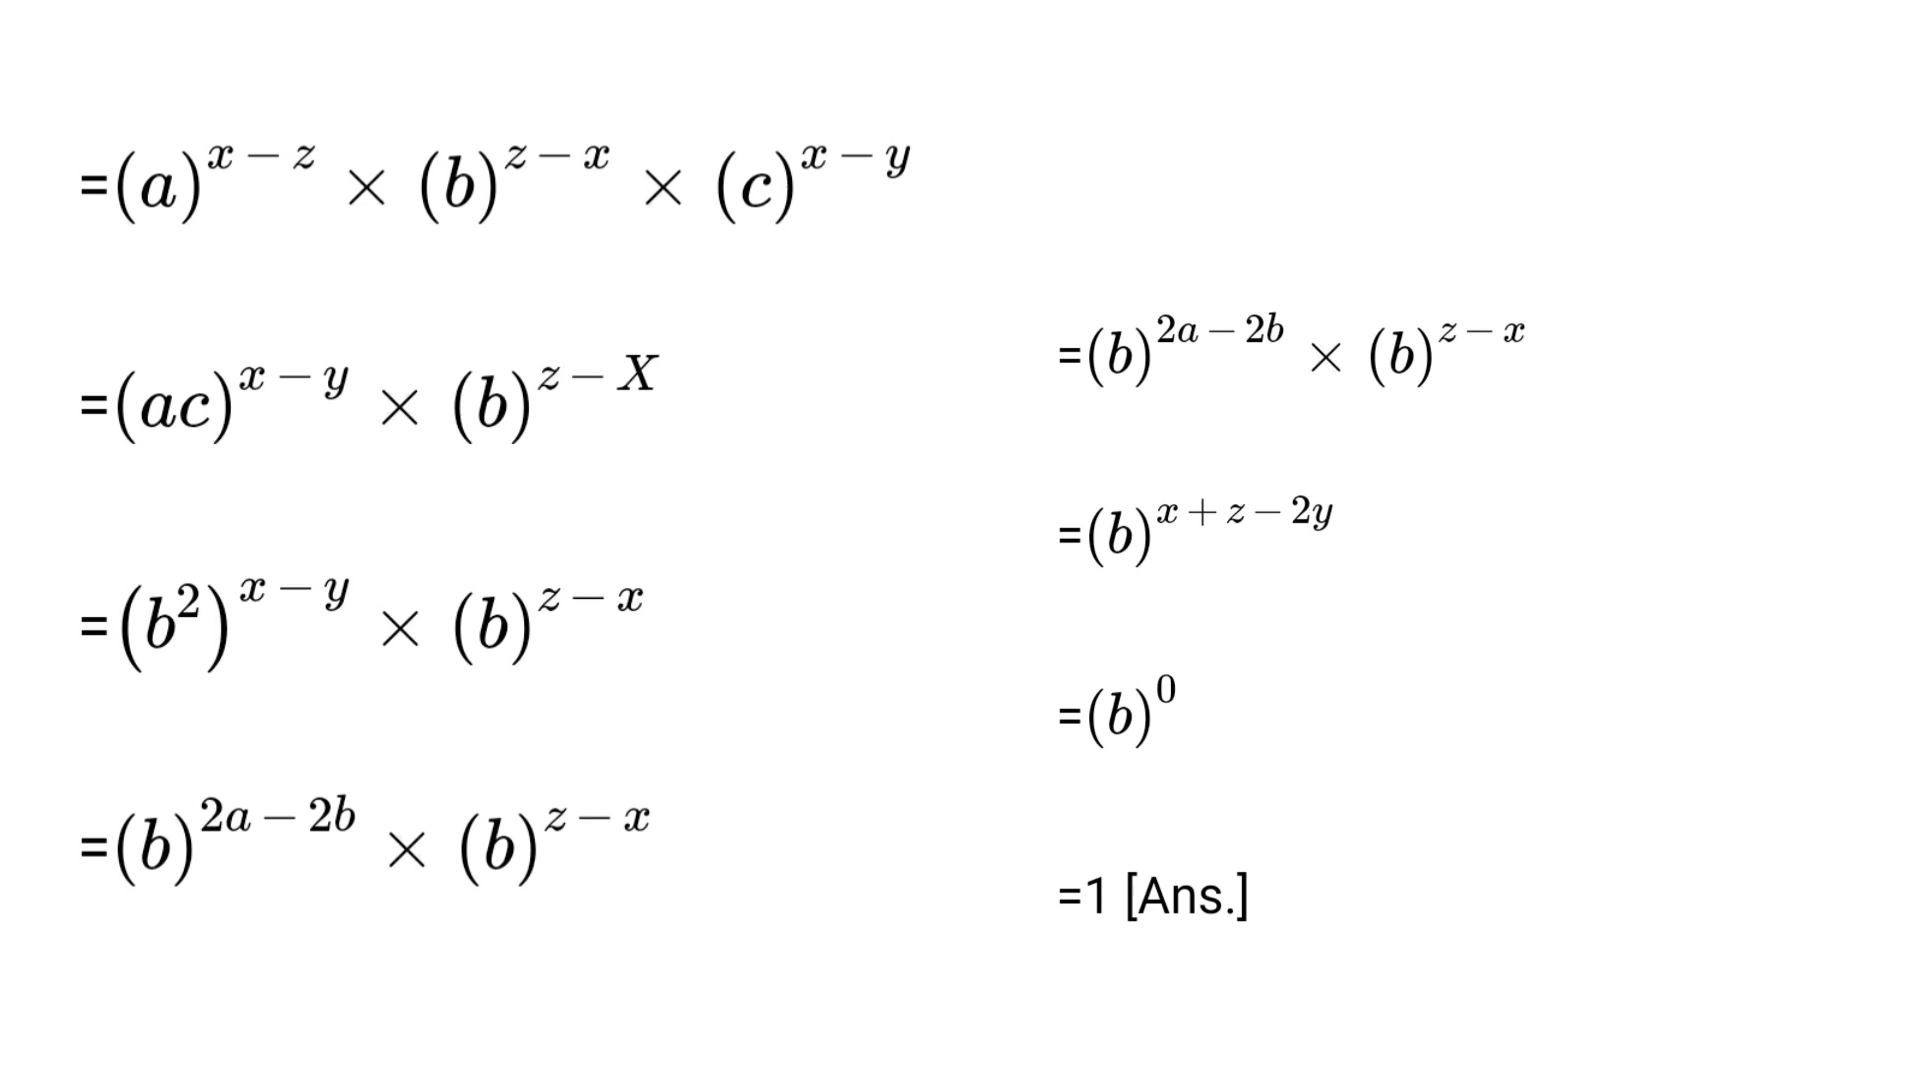 =(a)^{x − z} × (b)^{z − x} × (c)^{x − y}
=(ac)^{x − y} × (b)^{z − X}
=(b^2)^{x − y} × (b)^{z − x}
=(b)^{2a − 2b} × (b)^{z − x}
=(b)^{2a − 2b} × (b)^{z − x}
=(b)^{x + z − 2y}
=(b)^0
=1 [Ans.]